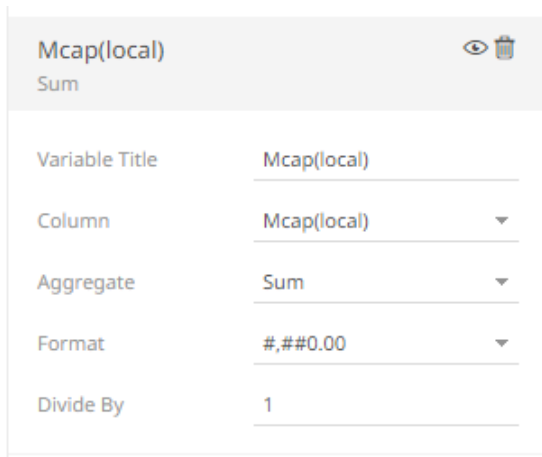 Mcap(local)
Sum
Variable Title Mcap(local)
Column Mcap(local)
Aggregate Sum
Format #,##0.00
Divide By 1